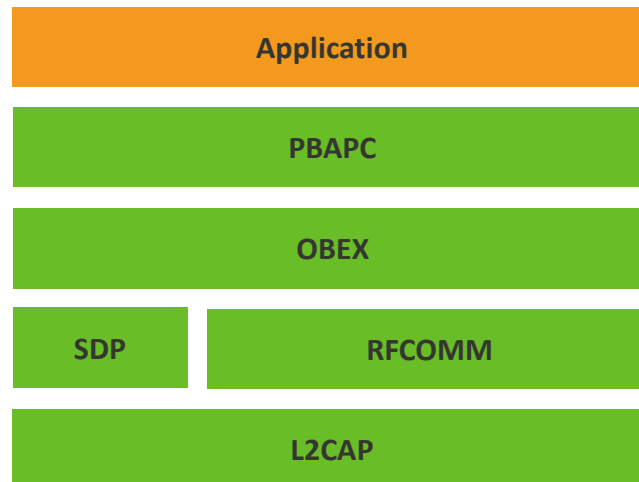 Application
PBAPC
OBEX
SDP
RFCOMM
L2CAP